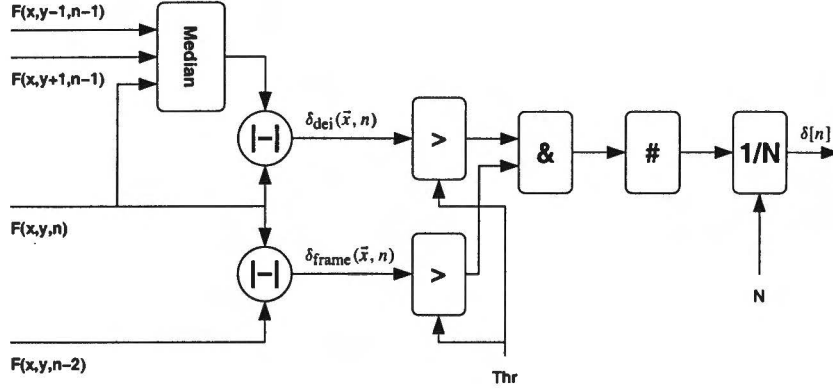 F(x,y−1,n−1)
F(x,y+1,n−1)
Median
|−|
δdei(x⃗, n)
>
&
#
1/N
δ[n]
F(x,y,n)
|−|
δframe(x⃗, n)
>
N
F(x,y,n−2)
Thr